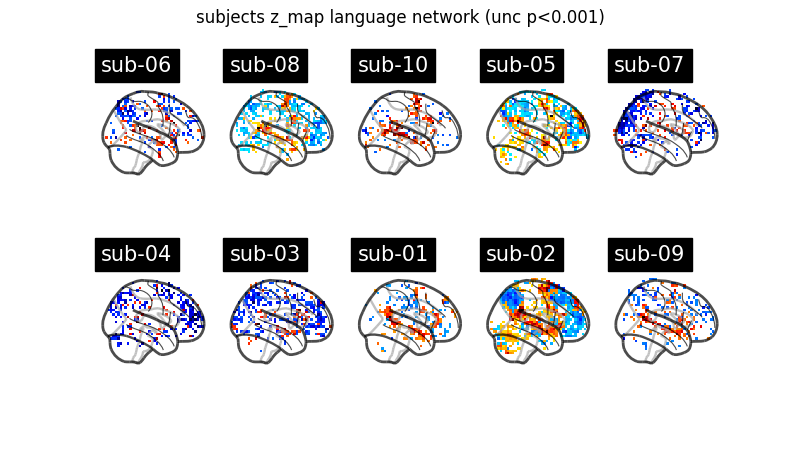 subjects z_map language network (unc p<0.001)
sub-06 sub-08 sub-10 sub-05 sub-07
sub-04 sub-03 sub-01 sub-02 sub-09